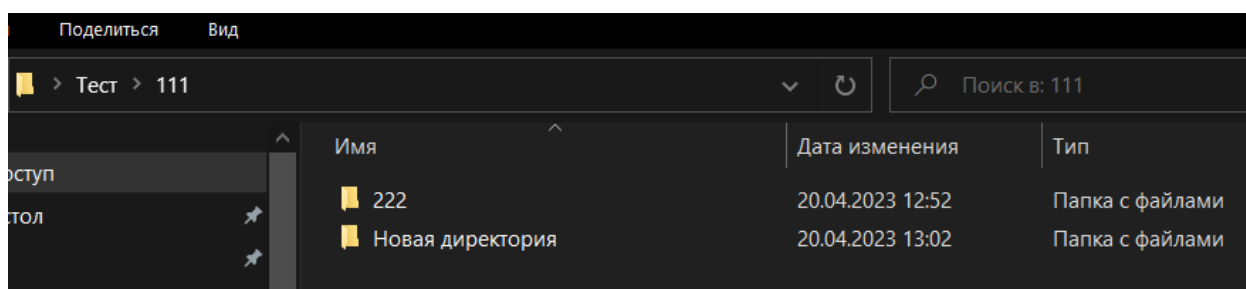 Поделиться Вид
Тест 111
Поиск в: 111
Имя Дата изменения Тип
оступ
222 20.04.2023 12:52 Папка с файлами
стол
Новая директория 20.04.2023 13:02 Папка с файлами